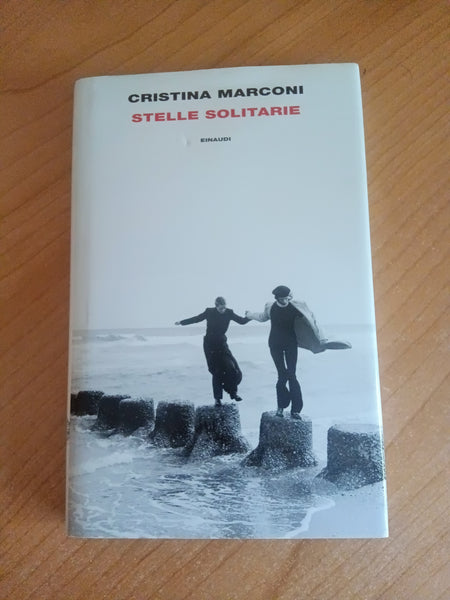 CRISTINA MARCONI
STELLE SOLITARIE
EINAUDI